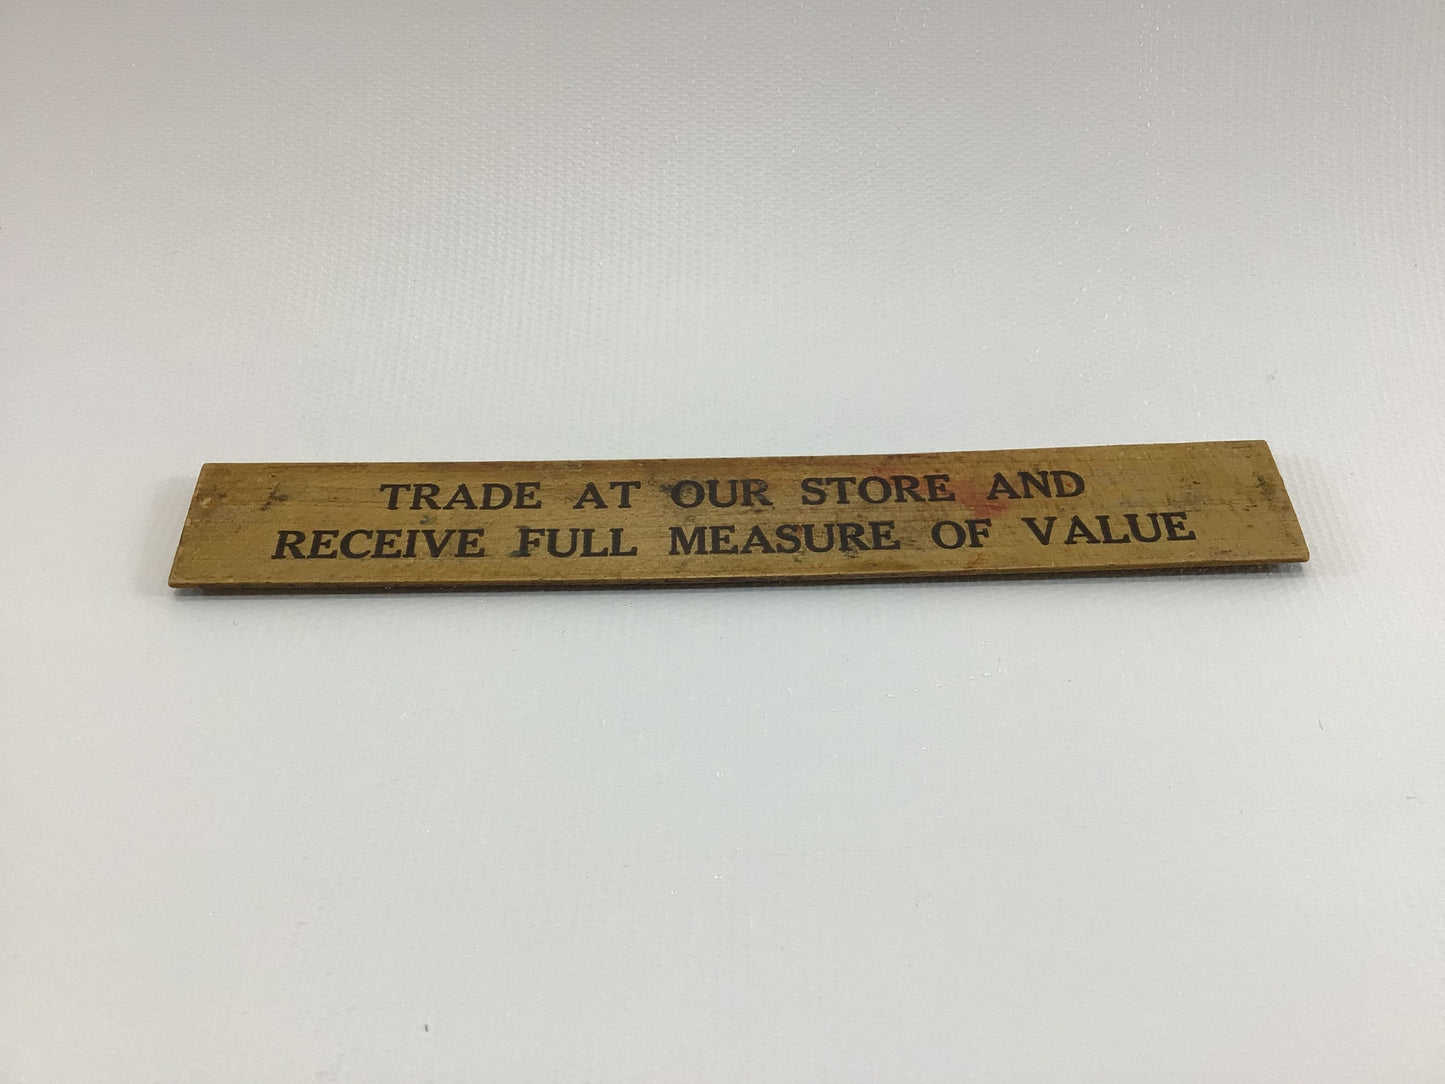 TRADE AT OUR STORE AND
RECEIVE FULL MEASURE OF VALUE